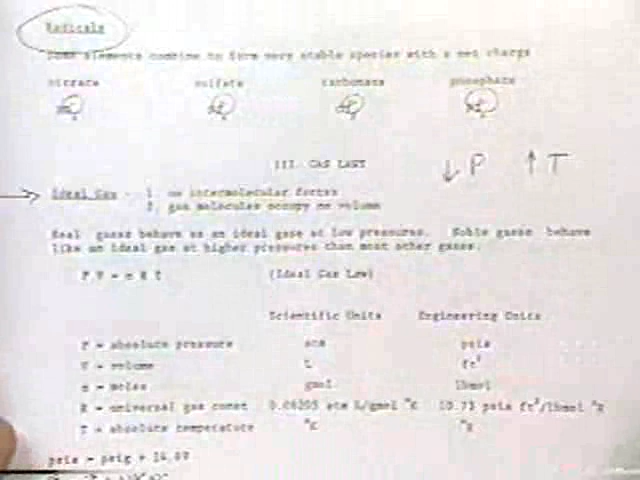 Radicals
Some elements combine to form very stable species with a net charge
nitrate sulfate carbonate phosphate
III. GAS LAWS ↓ P ↑ T
Ideal Gas - 1. no intermolecular forces
2. gas molecules occupy no volume
Real gases behave as an ideal gase at low pressures. Noble gases behave
like an ideal gas at higher pressures than most other gases.
P V = n R T (Ideal Gas Law)
Scientific Units Engineering Units
P = absolute pressure atm psia
V = volume L ft³
n = moles gmol lbmol
R = universal gas const 0.08205 atm L/gmol °K 10.73 psia ft³/lbmol °R
T = absolute temperature °K °R
psia = psig + 14.69